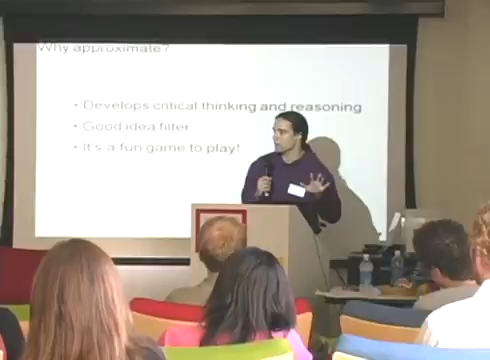 Why approximate?
• Develops critical thinking and reasoning
• Good idea filter
• It's a fun game to play!